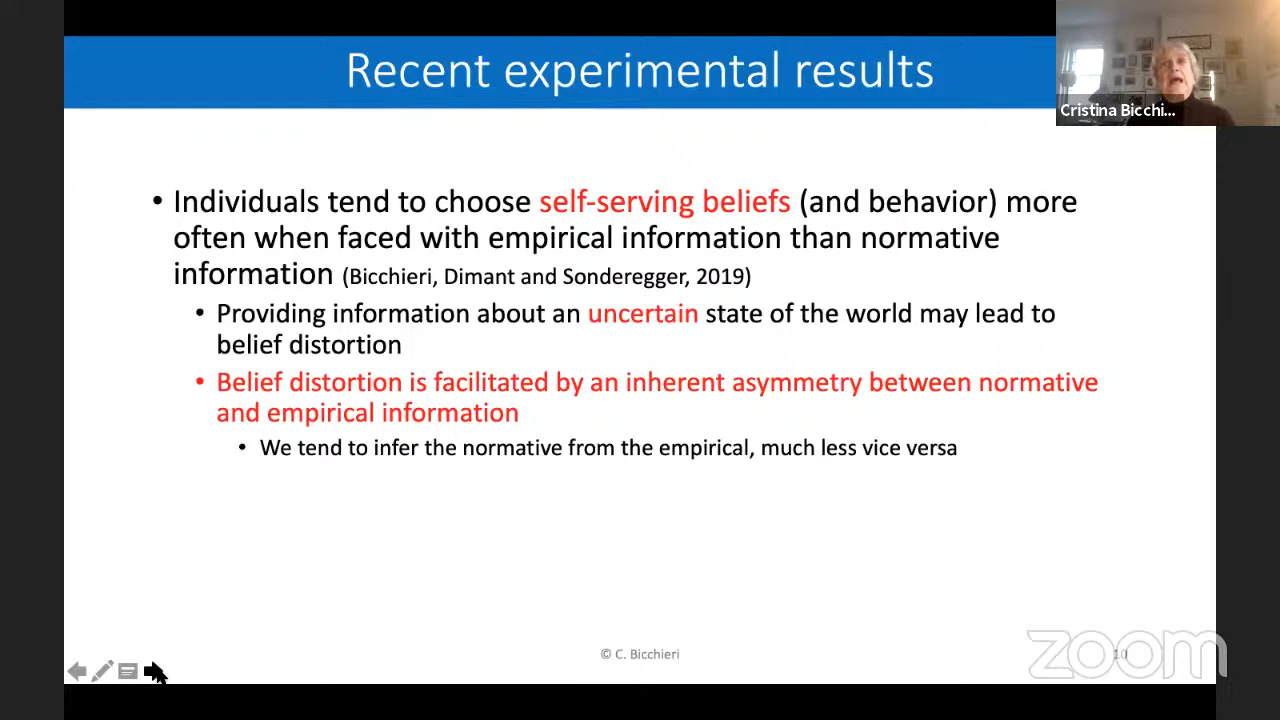 Recent experimental results
Cristina Bicchi...
• Individuals tend to choose self-serving beliefs (and behavior) more
often when faced with empirical information than normative
information (Bicchieri, Dimant and Sonderegger, 2019)
• Providing information about an uncertain state of the world may lead to
belief distortion
• Belief distortion is facilitated by an inherent asymmetry between normative
and empirical information
• We tend to infer the normative from the empirical, much less vice versa
© C. Bicchieri
10
zoom